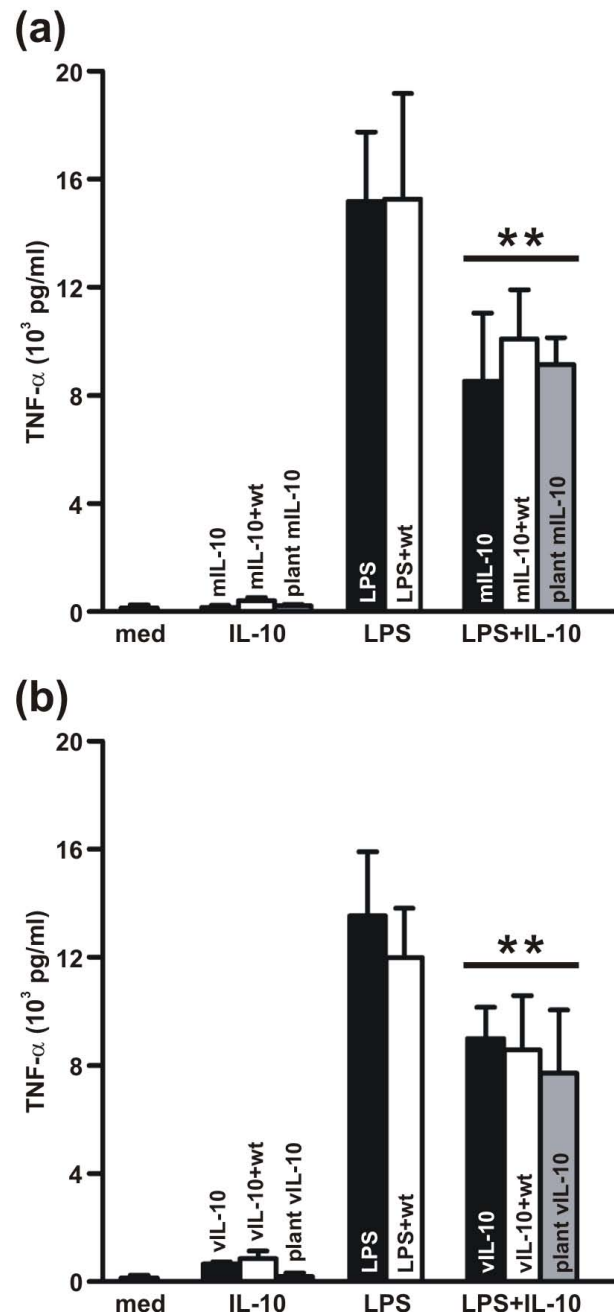 (a)
20
16
12
8
4
0
TNF-α (10³ pg/ml)
mIL-10
mIL-10+wt
plant mIL-10
LPS
LPS+wt
**
mIL-10
mIL-10+wt
plant mIL-10
med IL-10 LPS LPS+IL-10
(b)
20
16
12
8
4
0
TNF-α (10³ pg/ml)
vIL-10
vIL-10+wt
plant vIL-10
LPS
LPS+wt
**
vIL-10
vIL-10+wt
plant vIL-10
med IL-10 LPS LPS+IL-10